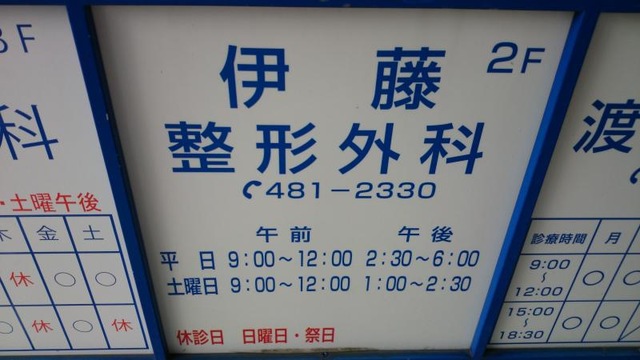 3F
科
・土曜午後
木 金 土
休 ○ ○
○ ○ 休
2F
伊藤
整形外科
481-2330
午前 午後
平日 9:00~12:00 2:30~6:00
土曜日 9:00~12:00 1:00~2:30
休診日 日曜日・祭日
渡
診療時間 月
9:00~12:00 ○
15:00~18:30 ○ ○